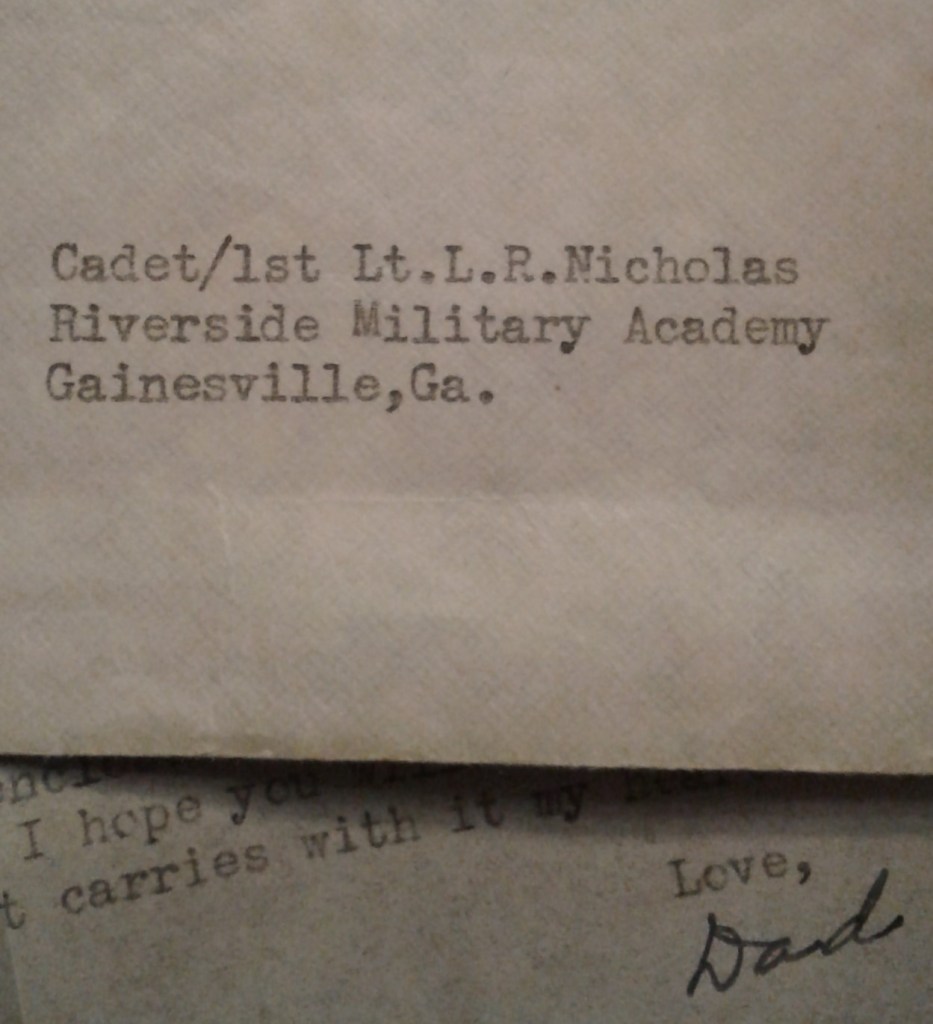 Cadet/1st Lt.L.R.Nicholas
Riverside Military Academy
Gainesville,Ga.
I hope you
t carries with it my
Love,
Dad